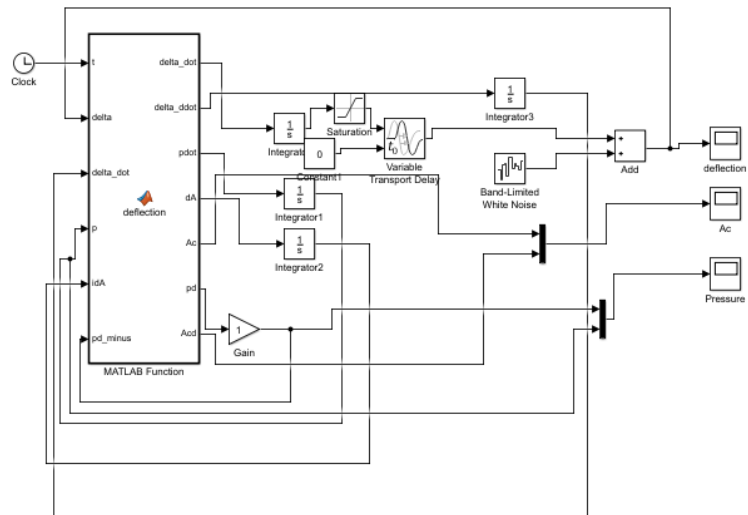 Clock
t
delta
delta_dot
p
idA
pd_minus
deflection
delta_dot
delta_ddot
pdot
dA
Ac
pd
Acd
MATLAB Function
1
s
Integrato
Saturation
0
Constant1
t0
Variable
Transport Delay
1
s
Integrator3
1
s
Integrator1
1
s
Integrator2
1
Gain
Band-Limited
White Noise
+
+
Add
deflection
Ac
Pressure